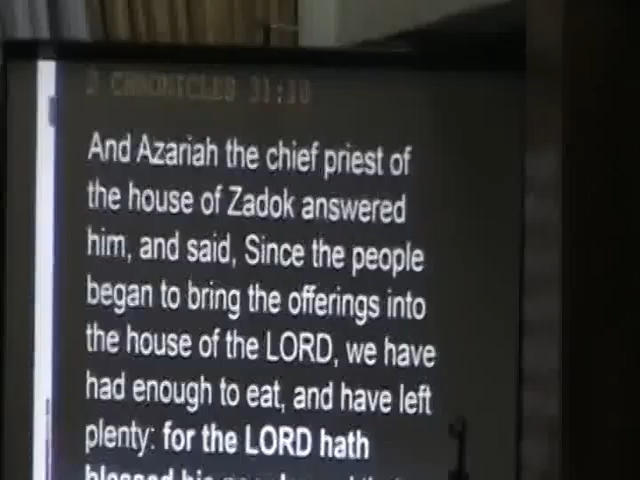 2 CHRONICLES 31:10
And Azariah the chief priest of
the house of Zadok answered
him, and said, Since the people
began to bring the offerings into
the house of the LORD, we have
had enough to eat, and have left
plenty: for the LORD hath
blessed his